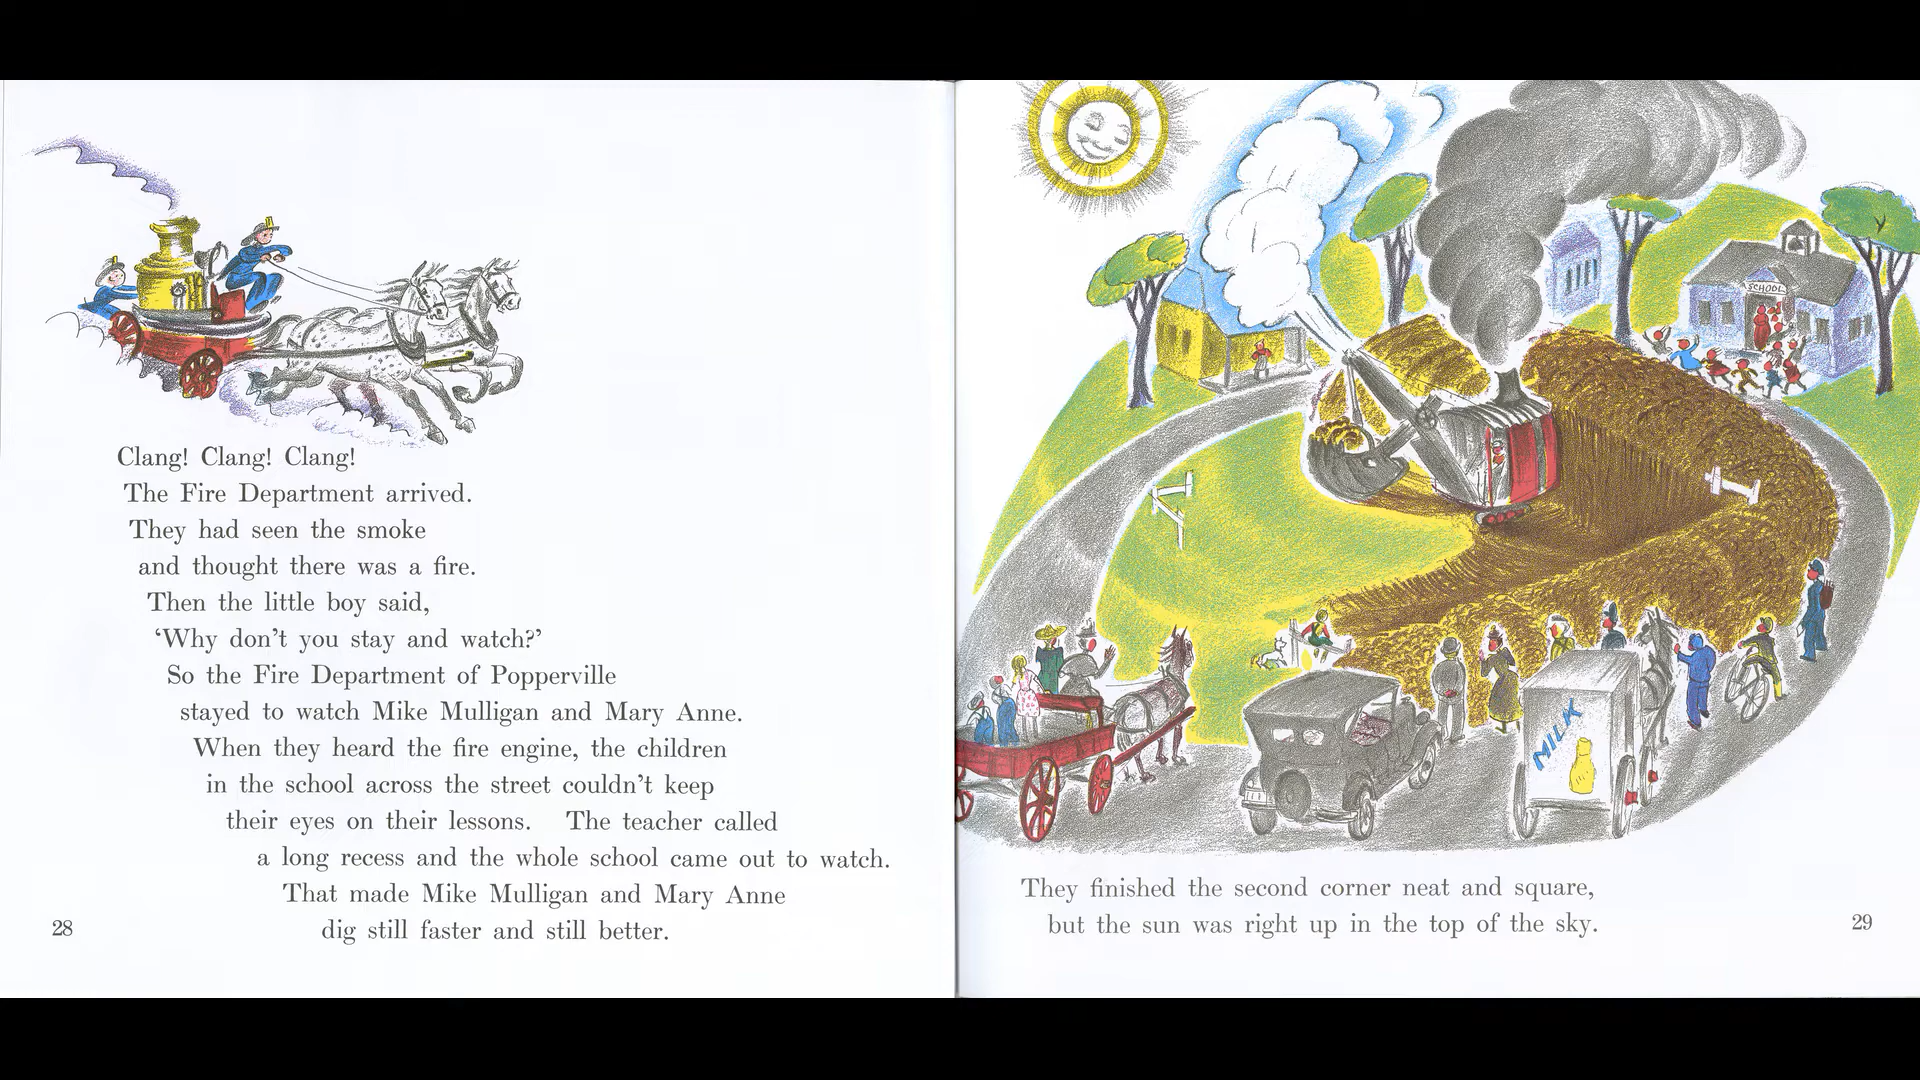 Clang! Clang! Clang!
The Fire Department arrived.
They had seen the smoke
and thought there was a fire.
Then the little boy said,
‘Why don’t you stay and watch?’
So the Fire Department of Popperville
stayed to watch Mike Mulligan and Mary Anne.
When they heard the fire engine, the children
in the school across the street couldn’t keep
their eyes on their lessons. The teacher called
a long recess and the whole school came out to watch.
That made Mike Mulligan and Mary Anne
dig still faster and still better.
28
SCHOOL
MILK
They finished the second corner neat and square,
but the sun was right up in the top of the sky.
29